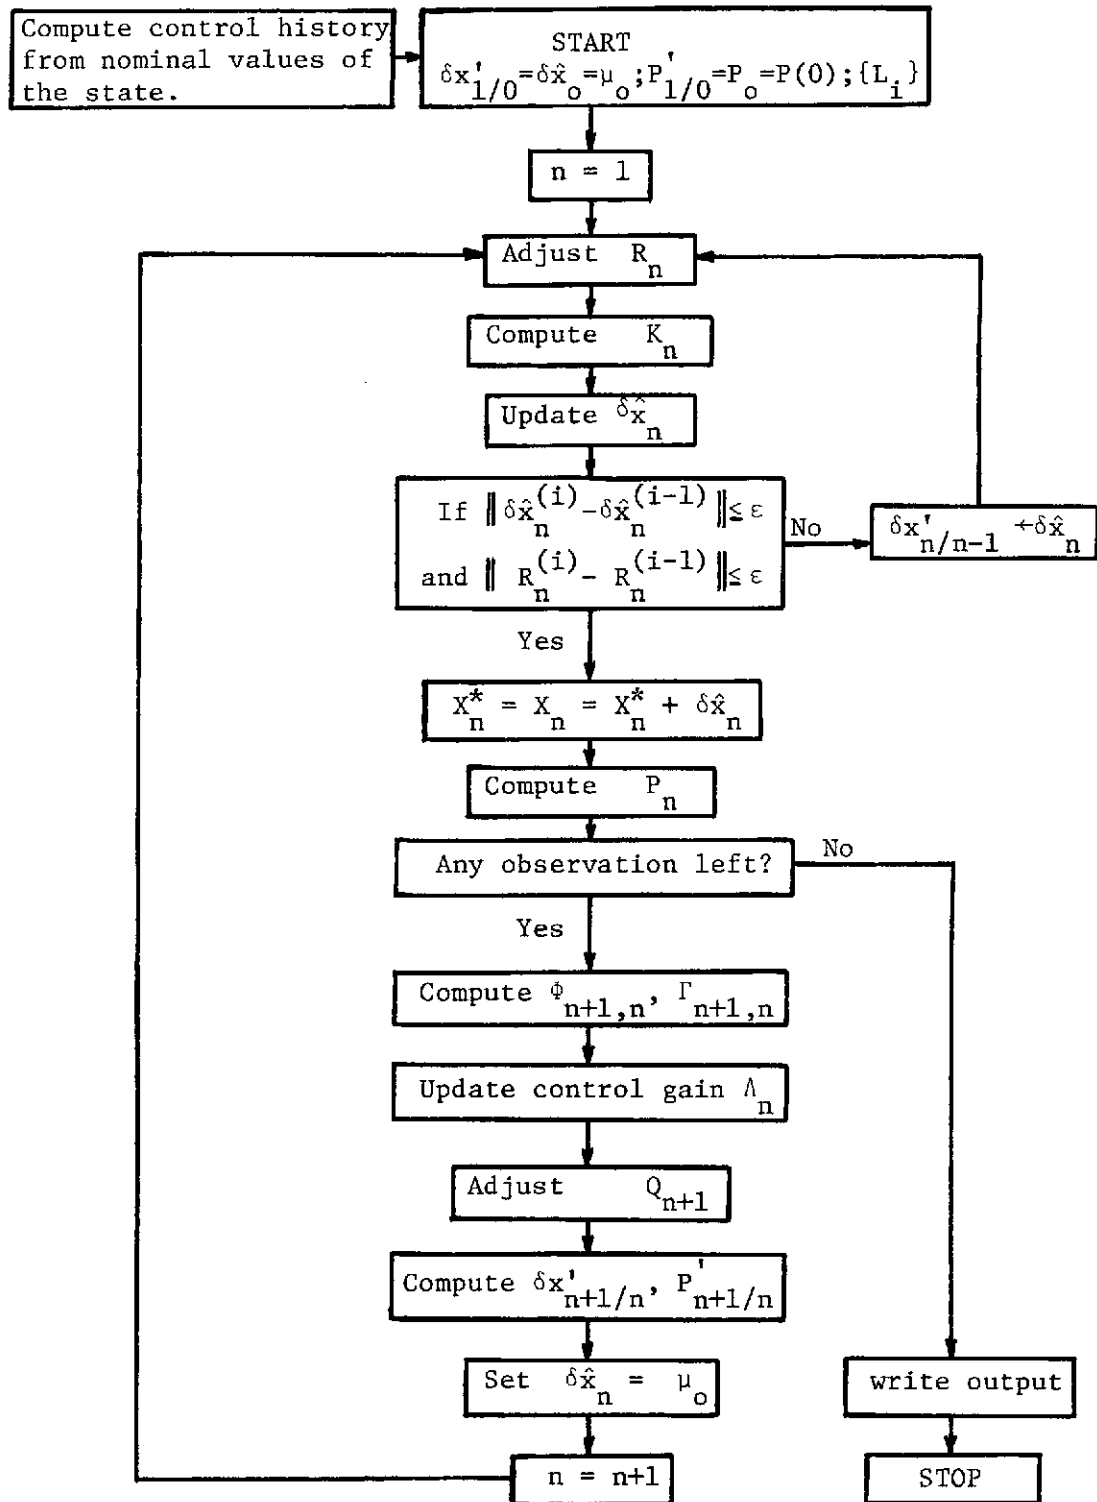 Compute control history
from nominal values of
the state.
START
δx'₁/₀=δx̂ₒ=μₒ;P'₁/₀=Pₒ=P(0);{Lᵢ}
n = 1
Adjust Rₙ
Compute Kₙ
Update δx̂ₙ
If ‖δx̂ₙ⁽ⁱ⁾-δx̂ₙ⁽ⁱ⁻¹⁾‖≤ε
and ‖ Rₙ⁽ⁱ⁾- Rₙ⁽ⁱ⁻¹⁾‖≤ε
No
δx'ₙ/ₙ₋₁ ←δx̂ₙ
Yes
X*ₙ = Xₙ = X*ₙ + δx̂ₙ
Compute Pₙ
Any observation left?
No
Yes
Compute Φₙ₊₁,ₙ, Γₙ₊₁,ₙ
Update control gain Λₙ
Adjust Qₙ₊₁
Compute δx'ₙ₊₁/ₙ, P'ₙ₊₁/ₙ
Set δx̂ₙ = μₒ
write output
n = n+1
STOP